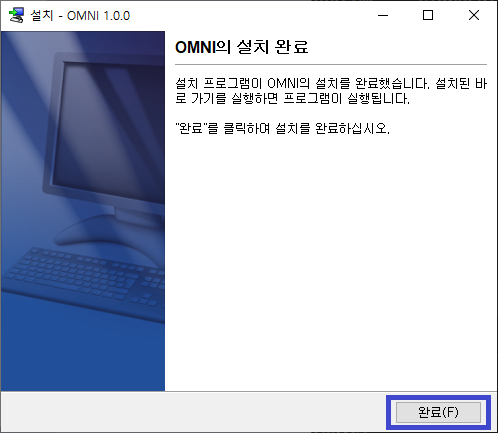 설치 - OMNI 1.0.0
OMNI의 설치 완료
설치 프로그램이 OMNI의 설치를 완료했습니다. 설치된 바
로 가기를 실행하면 프로그램이 실행됩니다.
"완료"를 클릭하여 설치를 완료하십시오.
완료(F)